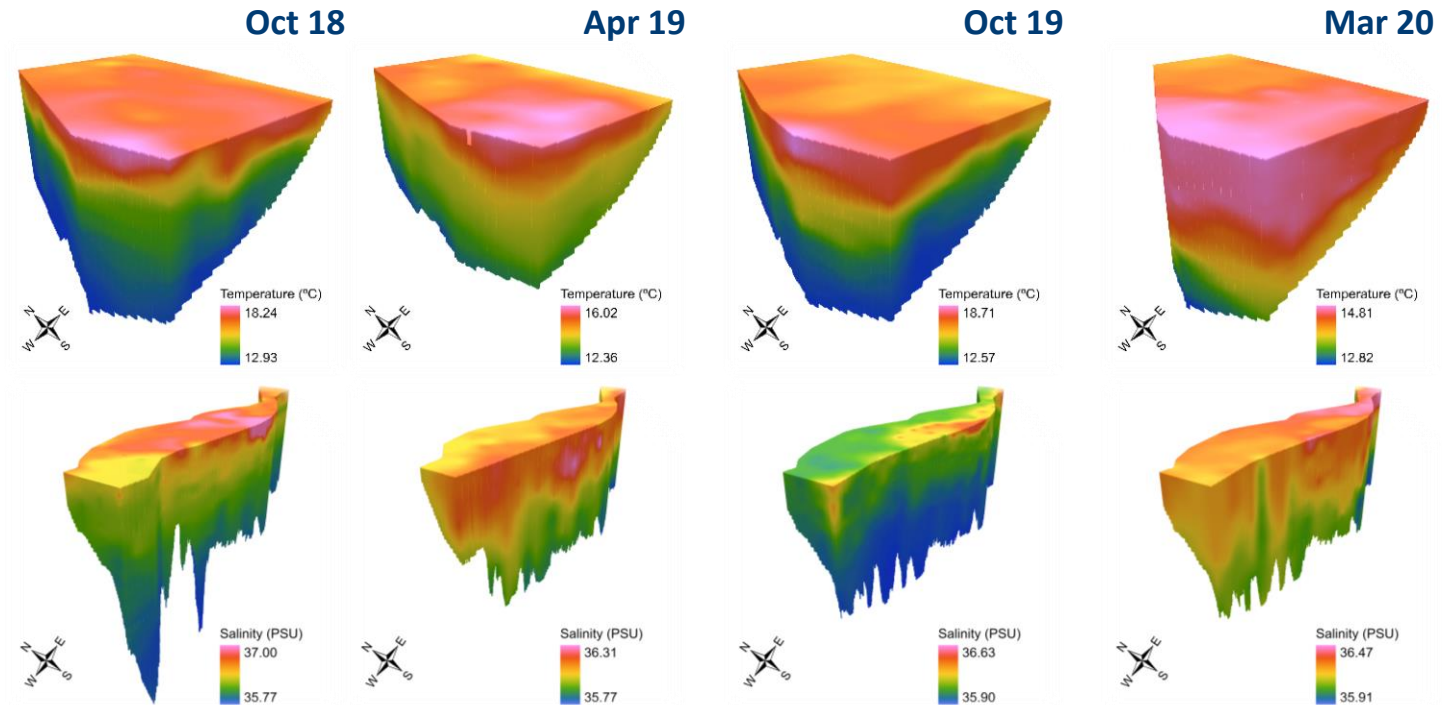 Oct 18
Apr 19
Oct 19
Mar 20
Temperature (ºC)
18.24
12.93
N
E
W
S
Temperature (ºC)
16.02
12.36
N
E
W
S
Temperature (ºC)
18.71
12.57
N
E
W
S
Temperature (ºC)
14.81
12.82
N
E
W
S
Salinity (PSU)
37.00
35.77
N
E
W
S
Salinity (PSU)
36.31
35.77
N
E
W
S
Salinity (PSU)
36.63
35.90
N
E
W
S
Salinity (PSU)
36.47
35.91
N
E
W
S